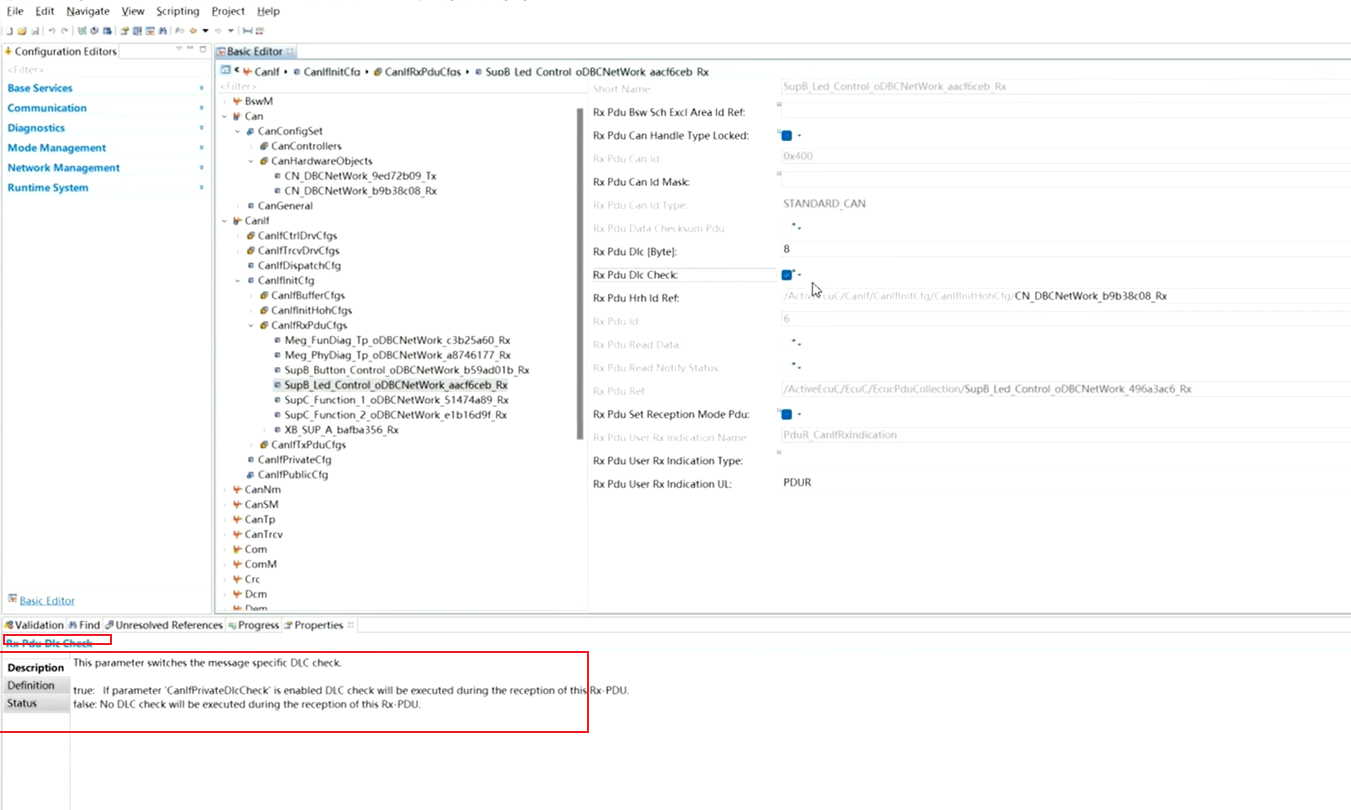 File Edit Navigate View Scripting Project Help
Configuration Editors
<Filter>
Base Services
Communication
Diagnostics
Mode Management
Network Management
Runtime System
Basic Editor
Basic Editor
CanIf CanIfInitCfg CanIfRxPduCfgs SupB_Led_Control_oDBCNetWork_aacf6ceb_Rx
<Filter>
BswM
Can
CanConfigSet
CanControllers
CanHardwareObjects
CN_DBCNetWork_9ed72b09_Tx
CN_DBCNetWork_b9b38c08_Rx
CanGeneral
CanIf
CanIfCtrlDrvCfgs
CanIfTrcvDrvCfgs
CanIfDispatchCfg
CanIfInitCfg
CanIfBufferCfgs
CanIfInitHohCfgs
CanIfRxPduCfgs
Meg_FunDiag_Tp_oDBCNetWork_c3b25a60_Rx
Meg_PhyDiag_Tp_oDBCNetWork_a8746177_Rx
SupB_Button_Control_oDBCNetWork_b59ad01b_Rx
SupB_Led_Control_oDBCNetWork_aacf6ceb_Rx
SupC_Function_1_oDBCNetWork_51474a89_Rx
SupC_Function_2_oDBCNetWork_e1b16d9f_Rx
XB_SUP_A_bafba356_Rx
CanIfTxPduCfgs
CanIfPrivateCfg
CanIfPublicCfg
CanNm
CanSM
CanTp
CanTrcv
Com
ComM
Crc
Dcm
Dem
Short Name: SupB_Led_Control_oDBCNetWork_aacf6ceb_Rx
Rx Pdu Bsw Sch Excl Area Id Ref:
Rx Pdu Can Handle Type Locked:
Rx Pdu Can Id: 0x400
Rx Pdu Can Id Mask:
Rx Pdu Can Id Type: STANDARD_CAN
Rx Pdu Data Checksum Pdu:
Rx Pdu Dlc [Byte]: 8
Rx Pdu Dlc Check:
Rx Pdu Hrh Id Ref: /ActiveEcuC/CanIf/CanIfInitCfg/CanIfInitHohCfg/CN_DBCNetWork_b9b38c08_Rx
Rx Pdu Id: 6
Rx Pdu Read Data:
Rx Pdu Read Notify Status:
Rx Pdu Ref: /ActiveEcuC/EcuC/EcucPduCollection/SupB_Led_Control_oDBCNetWork_496a3ac6_Rx
Rx Pdu Set Reception Mode Pdu:
Rx Pdu User Rx Indication Name: PduR_CanIfRxIndication
Rx Pdu User Rx Indication Type:
Rx Pdu User Rx Indication UL: PDUR
Validation Find Unresolved References Progress Properties
Rx Pdu Dlc Check
Description
Definition
Status
This parameter switches the message specific DLC check.
true: If parameter 'CanIfPrivateDlcCheck' is enabled DLC check will be executed during the reception of this Rx-PDU.
false: No DLC check will be executed during the reception of this Rx-PDU.